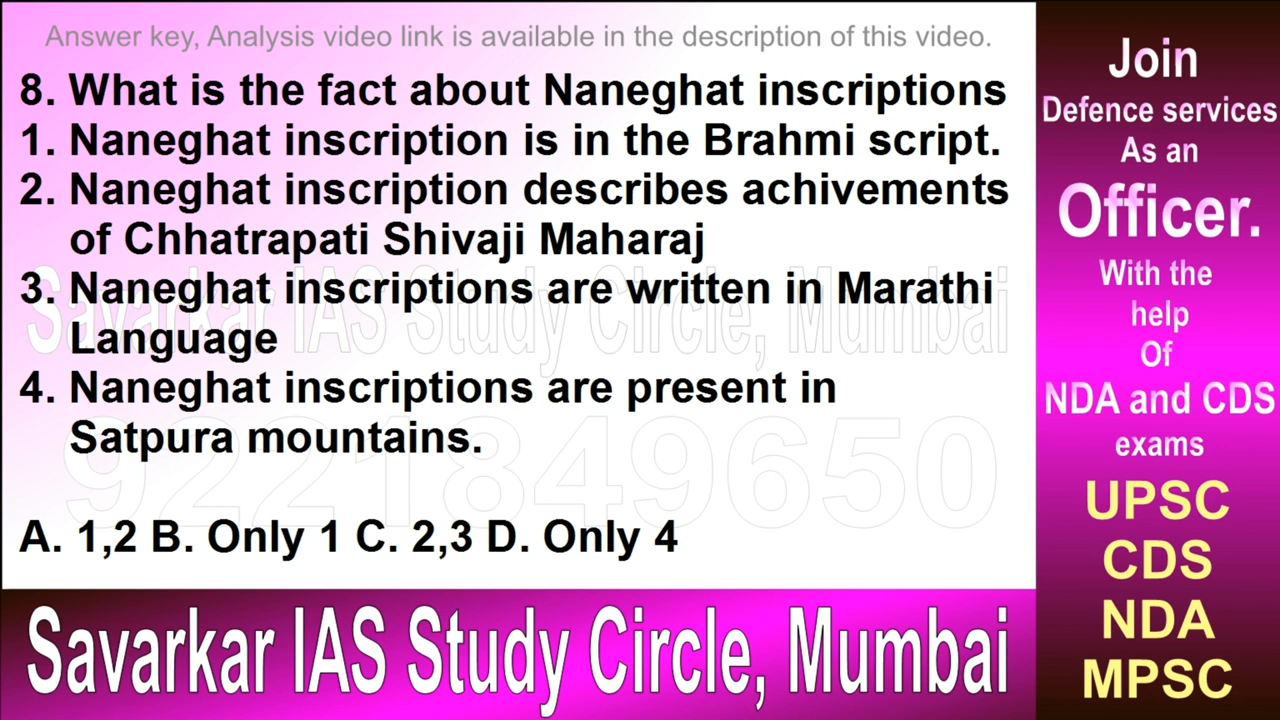 Answer key, Analysis video link is available in the description of this video.
8. What is the fact about Naneghat inscriptions
1. Naneghat inscription is in the Brahmi script.
2. Naneghat inscription describes achivements
of Chhatrapati Shivaji Maharaj
3. Naneghat inscriptions are written in Marathi
Language
4. Naneghat inscriptions are present in
Satpura mountains.
A. 1,2 B. Only 1 C. 2,3 D. Only 4
Savarkar IAS Study Circle, Mumbai
9221849650
Savarkar IAS Study Circle, Mumbai
Join
Defence services
As an
Officer.
With the
help
Of
NDA and CDS
exams
UPSC
CDS
NDA
MPSC